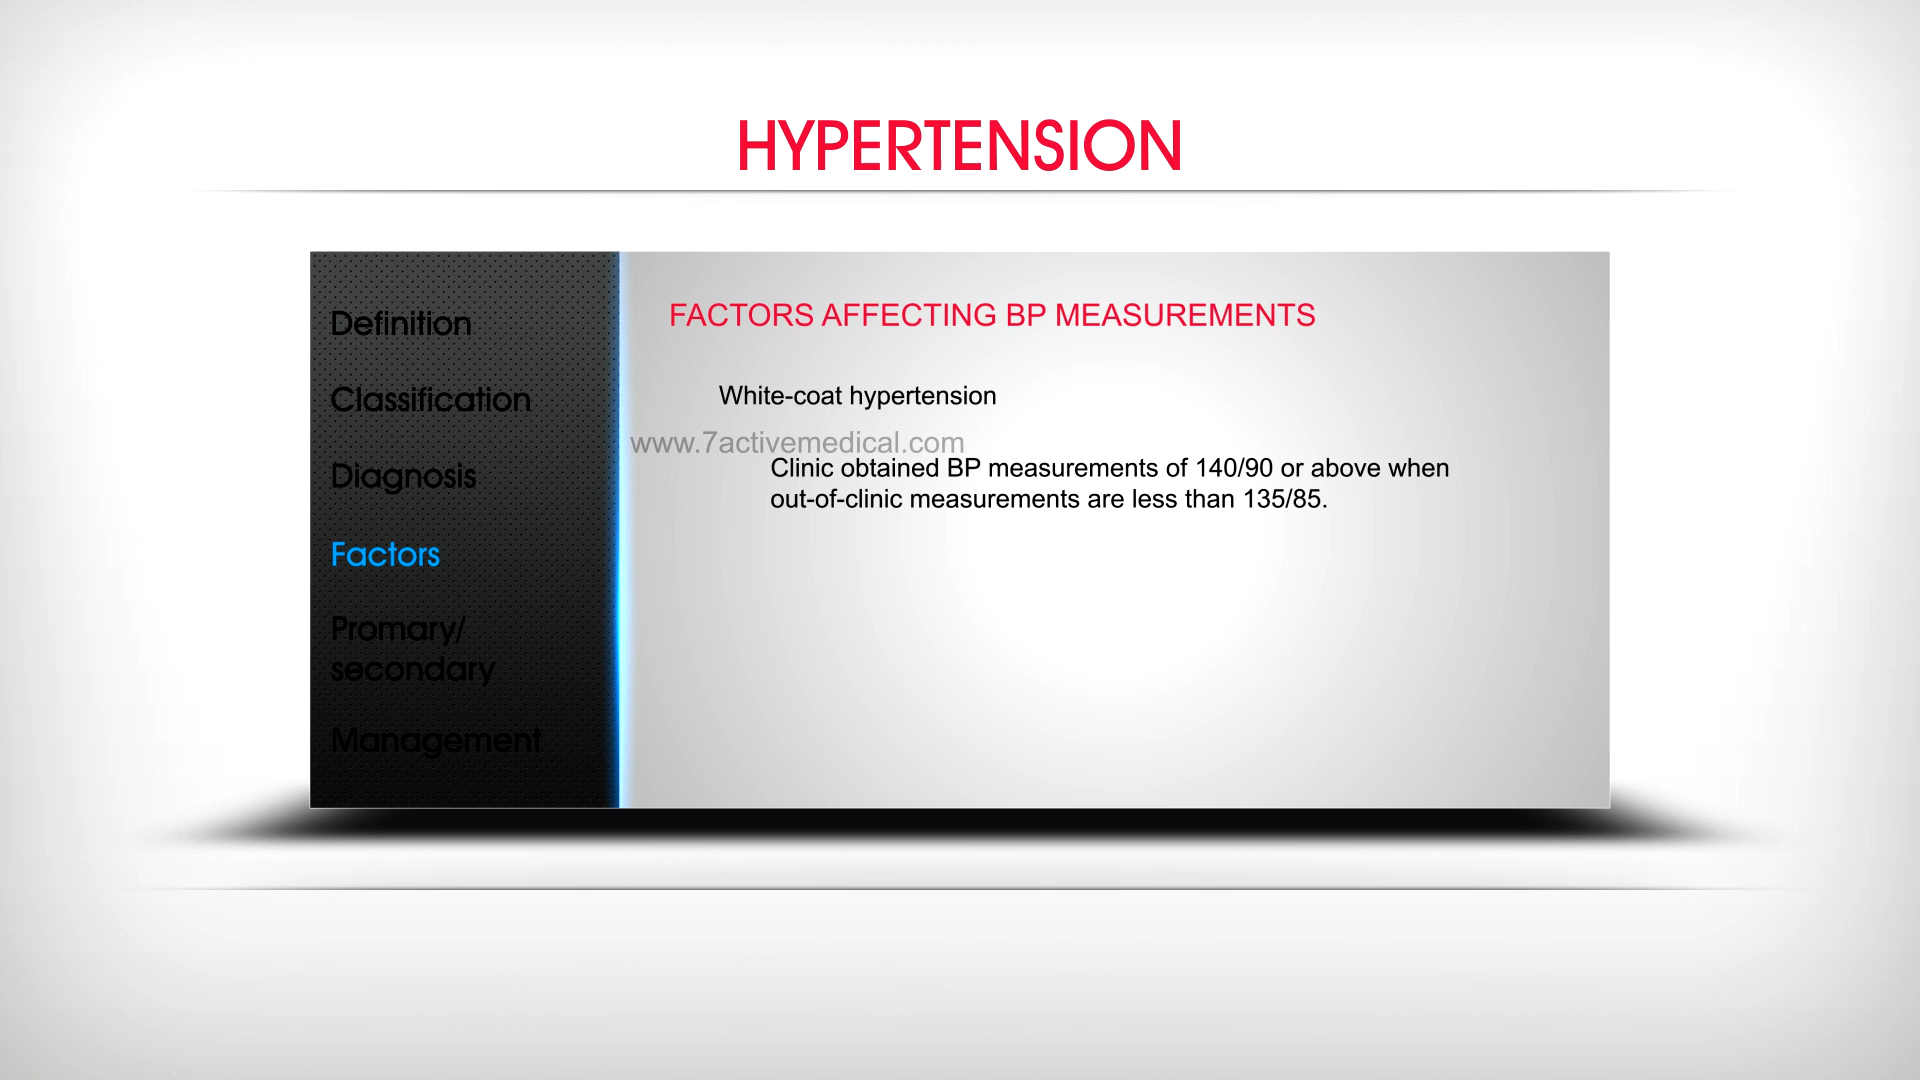 HYPERTENSION
Definition
Classification
Diagnosis
Factors
Promary/
secondary
Management
FACTORS AFFECTING BP MEASUREMENTS
White-coat hypertension
www.7activemedical.com
Clinic obtained BP measurements of 140/90 or above when
out-of-clinic measurements are less than 135/85.